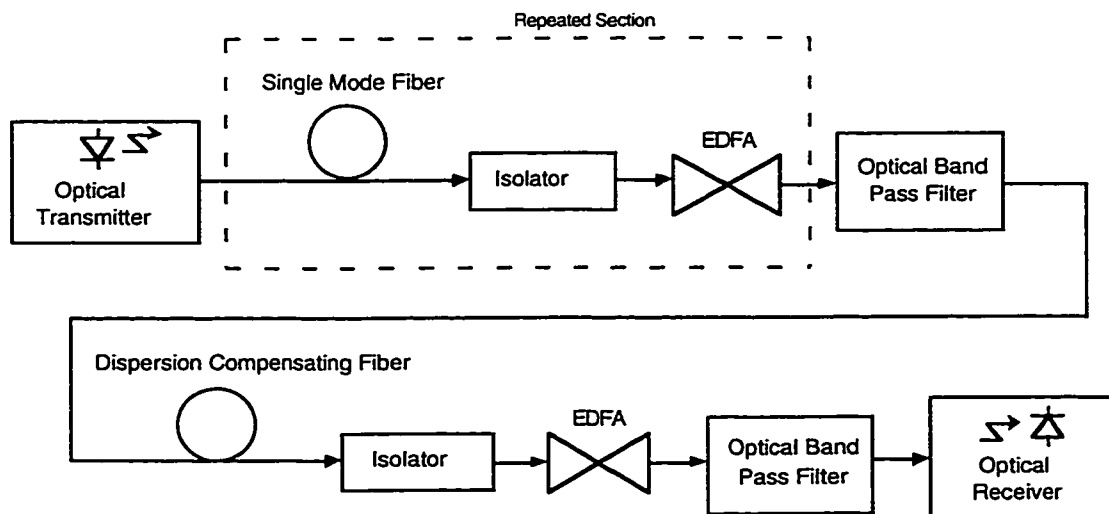 Repeated Section
Single Mode Fiber
EDFA
Optical
Transmitter
Isolator
Optical Band
Pass Filter
Dispersion Compensating Fiber
EDFA
Isolator
Optical Band
Pass Filter
Optical
Receiver